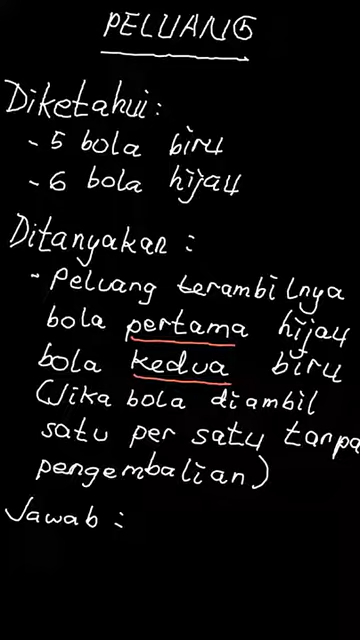 PELUANG
Diketahui:
- 5 bola biru
- 6 bola hijau
Ditanyakan :
- Peluang terambilnya
bola pertama hijau
bola kedua biru
(Jika bola diambil
satu per satu tanpa
pengembalian)
Jawab :